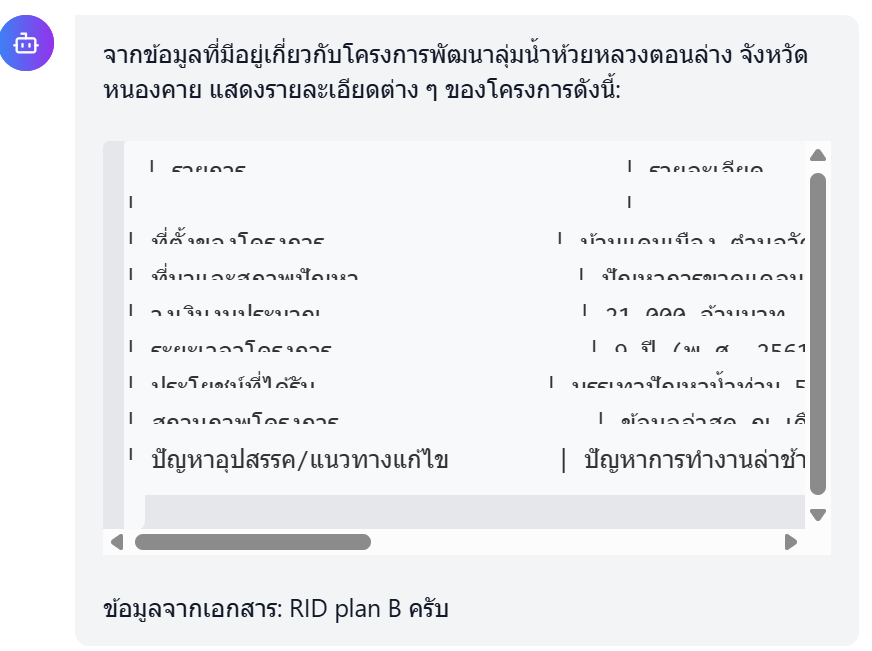 จากข้อมูลที่มีอยู่เกี่ยวกับโครงการพัฒนาลุ่มน้ำห้วยหลวงตอนล่าง จังหวัด
หนองคาย แสดงรายละเอียดต่าง ๆ ของโครงการดังนี้:
| รายการ | รายละเอียด
| |
| ที่ตั้งของโครงการ | บ้านแดนเมือง ตำบลวัด
| ที่มาและสภาพปัญหา | ปัญหาการขาดแคลน
| วงเงินงบประมาณ | 21,000 ล้านบาท
| ระยะเวลาโครงการ | 9 ปี (พ.ศ. 2561
| ประโยชน์ที่ได้รับ | บรรเทาปัญหาน้ำท่วม
| สถานภาพโครงการ | ข้อมูลล่าสุด ณ
| ปัญหาอุปสรรค/แนวทางแก้ไข | ปัญหาการทำงานล่าช้า
ข้อมูลจากเอกสาร: RID plan B ครับ